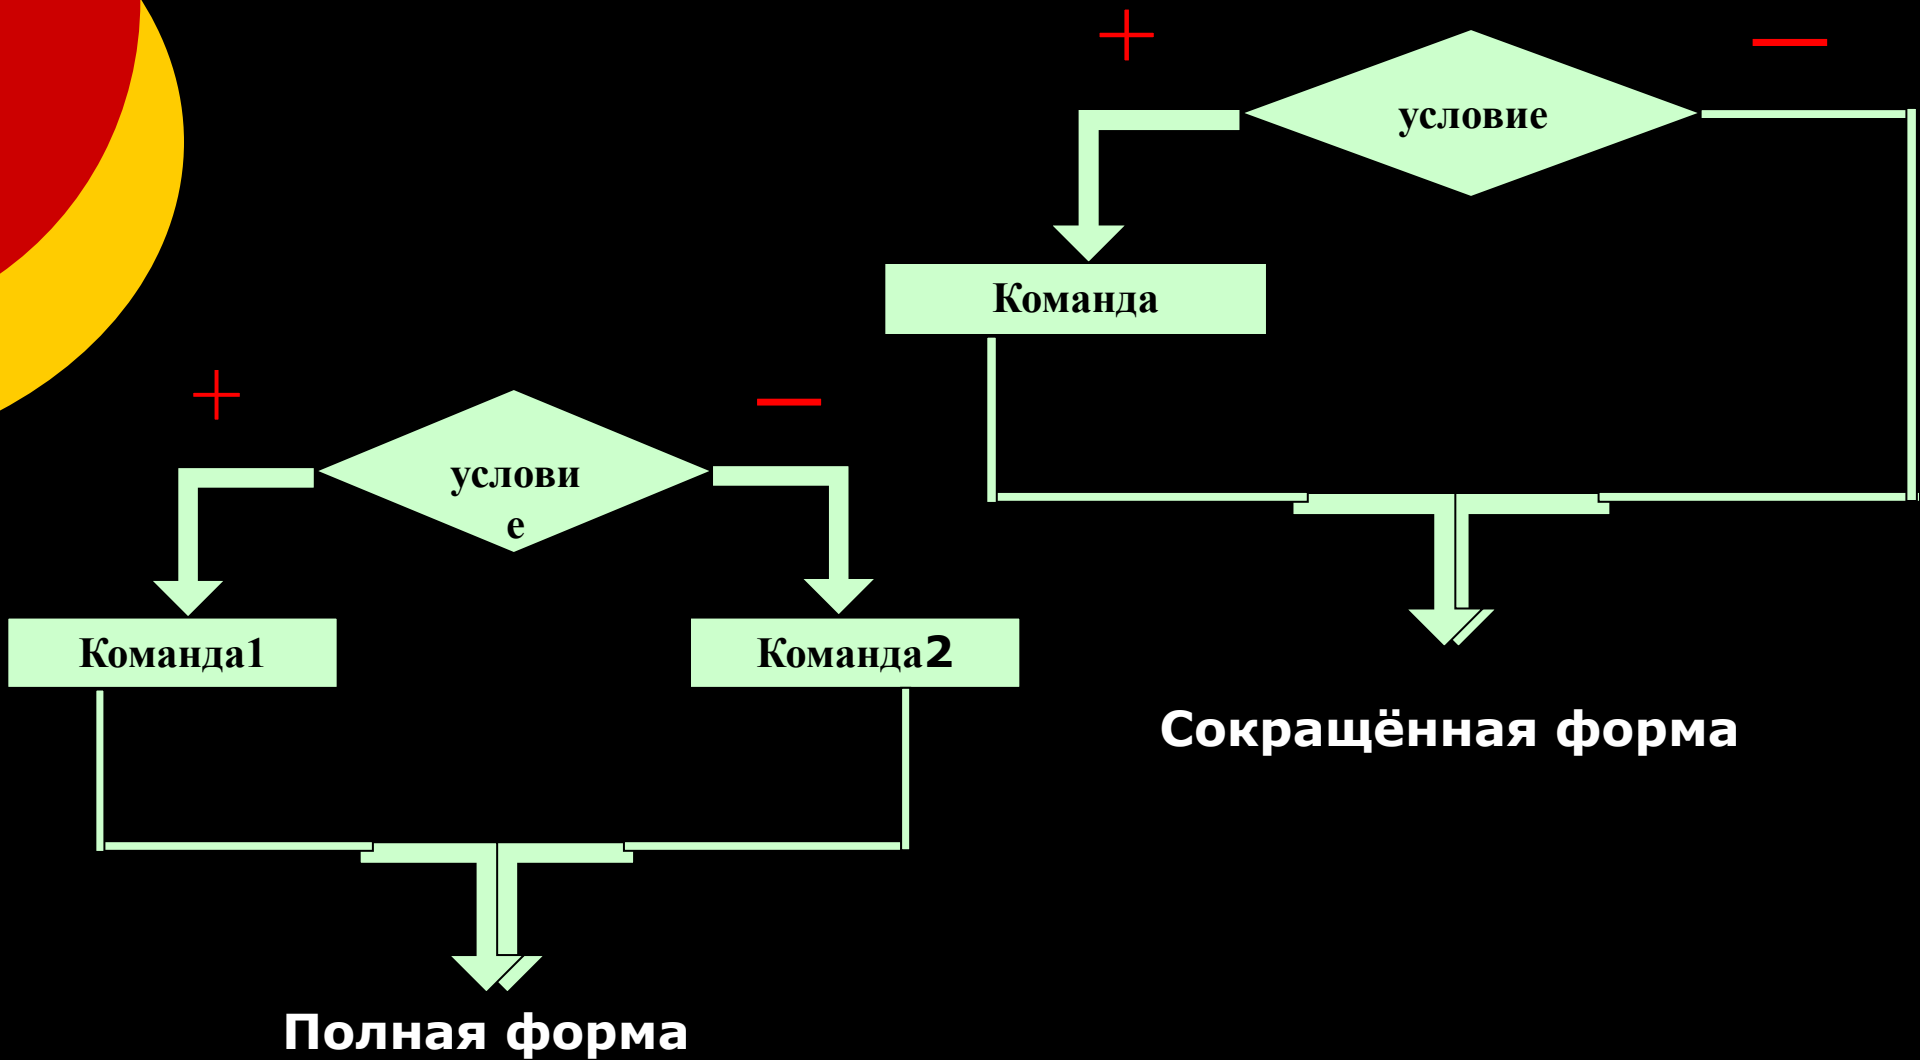 +
—
условие
Команда
+
—
услови
е
Команда1
Команда2
Сокращённая форма
Полная форма